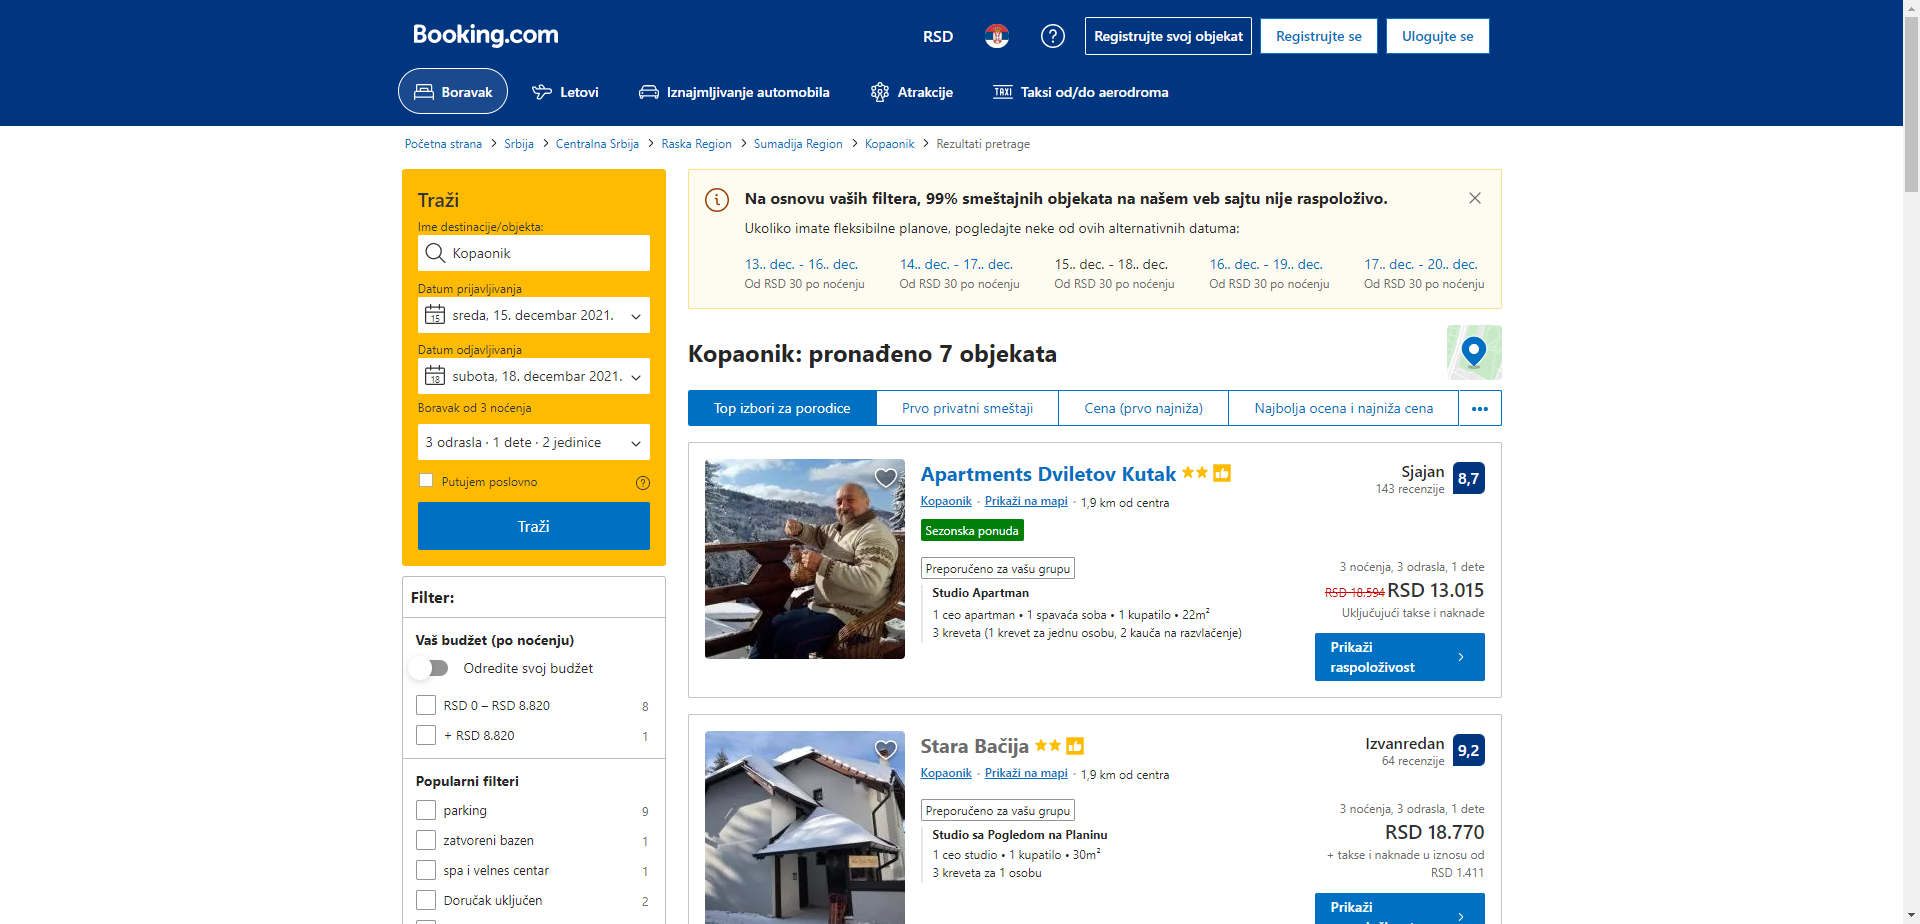 Booking.com
RSD
Registrujte svoj objekat
Registrujte se
Ulogujte se
Boravak
Letovi
Iznajmljivanje automobila
Atrakcije
TAXI
Taksi od/do aerodroma
Početna strana > Srbija > Centralna Srbija > Raska Region > Sumadija Region > Kopaonik > Rezultati pretrage
Traži
Ime destinacije/objekta:
Kopaonik
Datum prijavljivanja
15
sreda, 15. decembar 2021.
Datum odjavljivanja
18
subota, 18. decembar 2021.
Boravak od 3 noćenja
3 odrasla · 1 dete · 2 jedinice
Putujem poslovno
Traži
Filter:
Vaš budžet (po noćenju)
Odredite svoj budžet
RSD 0 – RSD 8.820 8
+ RSD 8.820 1
Popularni filteri
parking 9
zatvoreni bazen 1
spa i velnes centar 1
Doručak uključen 2
Na osnovu vaših filtera, 99% smeštajnih objekata na našem veb sajtu nije raspoloživo.
Ukoliko imate fleksibilne planove, pogledajte neke od ovih alternativnih datuma:
13.. dec. - 16.. dec.
Od RSD 30 po noćenju
14.. dec. - 17.. dec.
Od RSD 30 po noćenju
15.. dec. - 18.. dec.
Od RSD 30 po noćenju
16.. dec. - 19.. dec.
Od RSD 30 po noćenju
17.. dec. - 20.. dec.
Od RSD 30 po noćenju
Kopaonik: pronađeno 7 objekata
Top izbori za porodice
Prvo privatni smeštaji
Cena (prvo najniža)
Najbolja ocena i najniža cena
Apartments Dviletov Kutak
Kopaonik · Prikaži na mapi · 1,9 km od centra
Sezonska ponuda
Sjajan
143 recenzije
8,7
Preporučeno za vašu grupu
Studio Apartman
1 ceo apartman • 1 spavaća soba • 1 kupatilo • 22m²
3 kreveta (1 krevet za jednu osobu, 2 kauča na razvlačenje)
3 noćenja, 3 odrasla, 1 dete
RSD 18.594 RSD 13.015
Uključujući takse i naknade
Prikaži
raspoloživost
Stara Bačija
Kopaonik · Prikaži na mapi · 1,9 km od centra
Izvanredan
64 recenzije
9,2
Preporučeno za vašu grupu
Studio sa Pogledom na Planinu
1 ceo studio • 1 kupatilo • 30m²
3 kreveta za 1 osobu
3 noćenja, 3 odrasla, 1 dete
RSD 18.770
+ takse i naknade u iznosu od
RSD 1.411
Prikaži